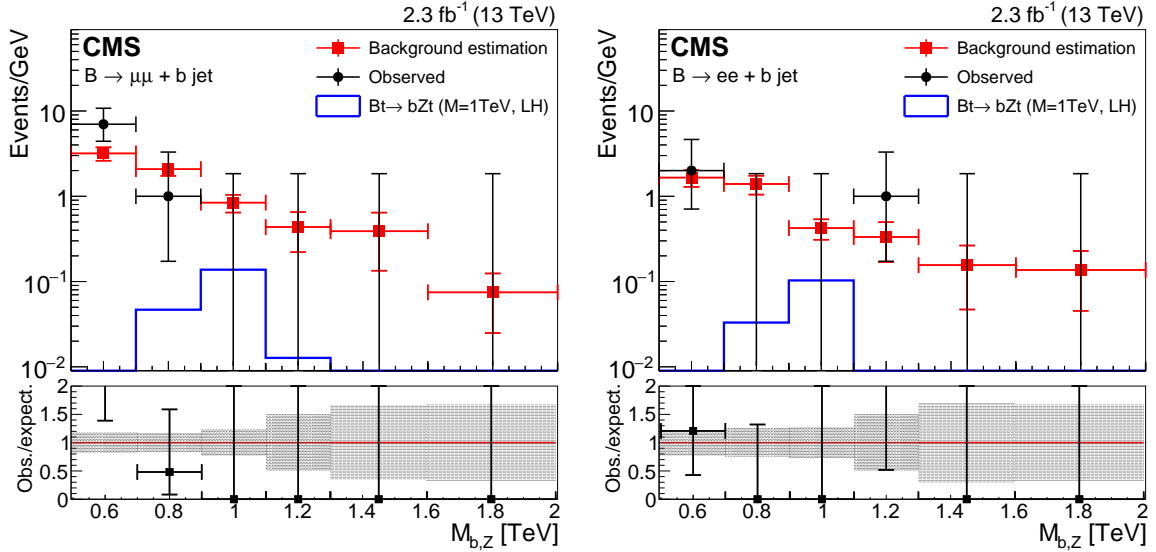 2.3 fb⁻¹ (13 TeV)
CMS
B → μμ + b jet
Background estimation
Observed
Bt→ bZt (M=1TeV, LH)
Events/GeV
10
1
10⁻¹
10⁻²
Obs./expect.
2
1.5
1
0.5
0
0.6 0.8 1 1.2 1.4 1.6 1.8 2
M_b,Z [TeV]
2.3 fb⁻¹ (13 TeV)
CMS
B → ee + b jet
Background estimation
Observed
Bt→ bZt (M=1TeV, LH)
Events/GeV
10
1
10⁻¹
10⁻²
Obs./expect.
2
1.5
1
0.5
0
0.6 0.8 1 1.2 1.4 1.6 1.8 2
M_b,Z [TeV]